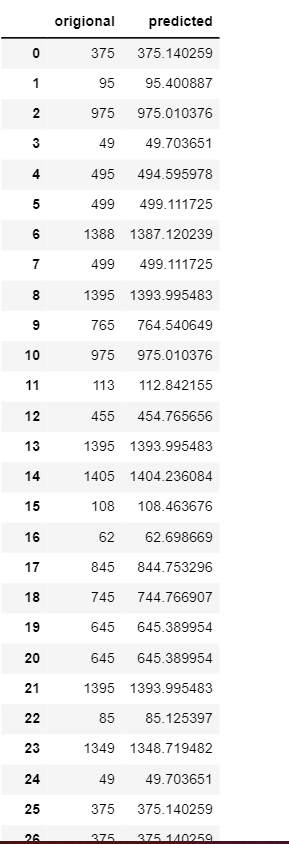 origional predicted
0 375 375.140259
1 95 95.400887
2 975 975.010376
3 49 49.703651
4 495 494.595978
5 499 499.111725
6 1388 1387.120239
7 499 499.111725
8 1395 1393.995483
9 765 764.540649
10 975 975.010376
11 113 112.842155
12 455 454.765656
13 1395 1393.995483
14 1405 1404.236084
15 108 108.463676
16 62 62.698669
17 845 844.753296
18 745 744.766907
19 645 645.389954
20 645 645.389954
21 1395 1393.995483
22 85 85.125397
23 1349 1348.719482
24 49 49.703651
25 375 375.140259
26 375 375.140259